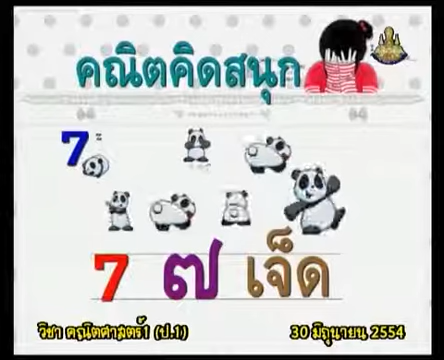 คณิตคิดสนุก
7
7 ๗ เจ็ด
วิชา คณิตศาสตร์1 (ป.1) 30 มิถุนายน 2554